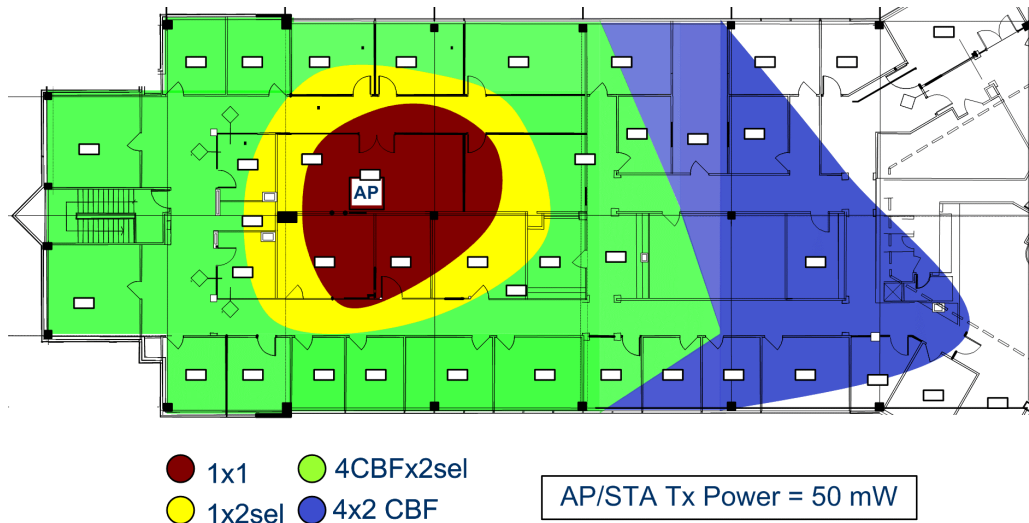 AP
1x1
4CBFx2sel
1x2sel
4x2 CBF
AP/STA Tx Power = 50 mW